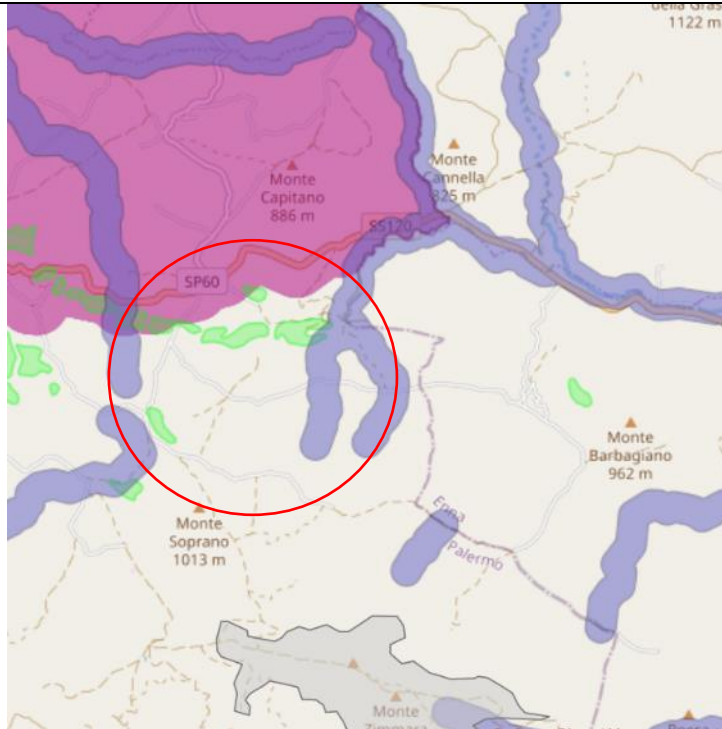 1122 m
Monte
Cannella
825 m
Monte
Capitano
886 m
SS120
SP60
Monte
Barbagiano
962 m
Enna
Palermo
Monte
Soprano
1013 m
Monte